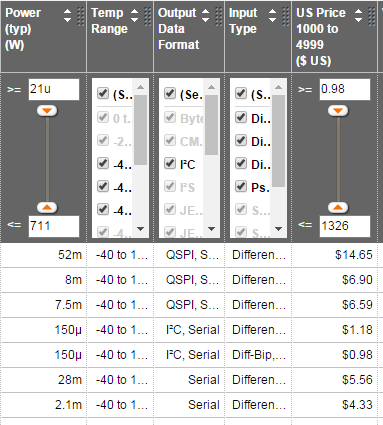 Power (typ) (W)
Temp Range
Output Data Format
Input Type
US Price 1000 to 4999 ($ US)
>= 21u
<= 711
(S..
0 t.
-2..
-4..
-4..
-4..
-4..
(Se..
Byte
CM..
I²C
I²S
JE..
JE..
(S..
Di..
Di..
Di..
Ps..
S...
S...
>= 0.98
<= 1326
52m -40 to 1... QSPI, S... Differen... $14.65
8m -40 to 1... QSPI, S... Differen... $6.90
7.5m -40 to 1... QSPI, S... Differen... $6.59
150µ -40 to 1... I²C, Serial Differen... $1.18
150µ -40 to 1... I²C, Serial Diff-Bip,... $0.98
28m -40 to 1... Serial Differen... $5.56
2.1m -40 to 1... Serial Differen... $4.33